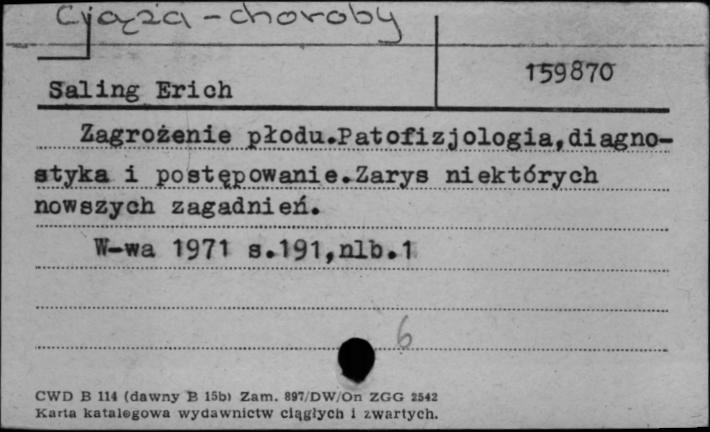 Ciąża - choroby
159870
Saling Erich
Zagrożenie płodu.Patofizjologia,diagno-
styka i postępowanie.Zarys niektórych
nowszych zagadnień.
W-wa 1971 s.191,nlb.1
6
CWD B 114 (dawny B 15b) Zam. 897/DW/On ZGG 2542
Karta katalogowa wydawnictw ciągłych i zwartych.